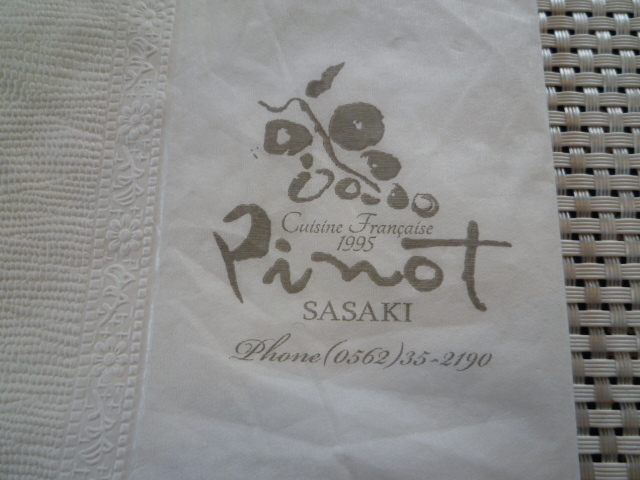 Cuisine Française
1995
Pinot
SASAKI
Phone(0562)35-2190